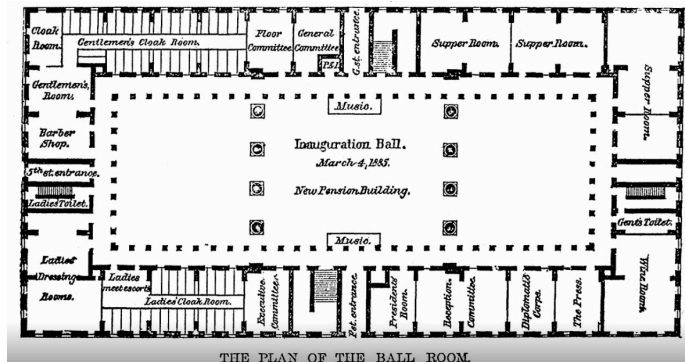 Cloak
Room.
Gentlemen's Cloak Room.
Floor
Committee.
General
Committee
P.&T.
G.st. entrance.
Supper Room.
Supper Room.
Supper Room.
Gentlemen's,
Room.
Barber
Shop.
5th st. entrance.
Ladies Toilet.
Music.
Inauguration Ball.
March 4, 1885.
New Pension Building.
Music.
Gent's Toilet.
Ladies
Dressing
Rooms.
Ladies
meet escorts
Ladies Cloak Room.
Executive
Committee.
F st. entrance
Presidents
Room.
Reception
Committee.
Diplomatic
Corps.
The Press.
Wine Room.
THE PLAN OF THE BALL ROOM.